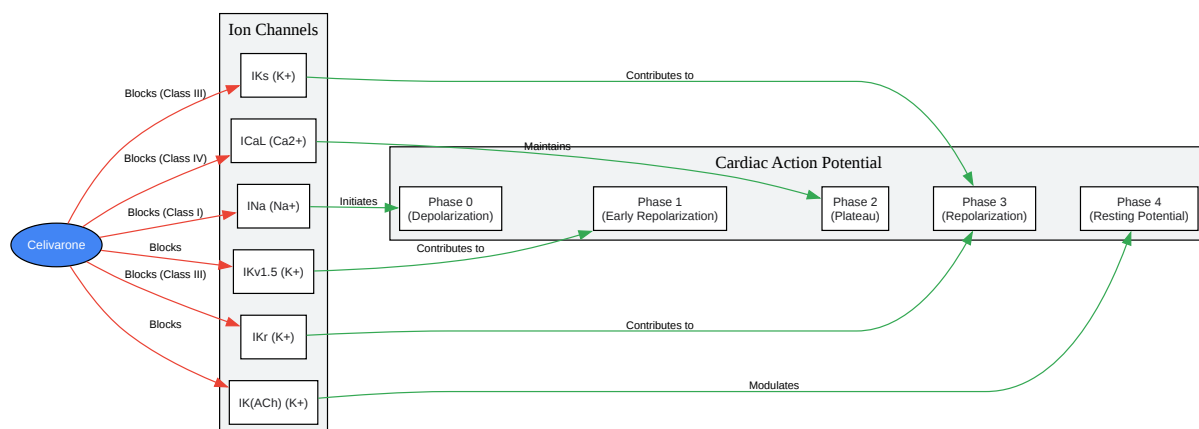 Ion Channels
IKs (K+)
Contributes to
Blocks (Class III)
ICaL (Ca2+)
Maintains
Blocks (Class IV)
Cardiac Action Potential
INa (Na+)
Initiates
Phase 0
(Depolarization)
Phase 1
(Early Repolarization)
Phase 2
(Plateau)
Phase 3
(Repolarization)
Phase 4
(Resting Potential)
Blocks (Class I)
Celivarone
Blocks
IKv1.5 (K+)
Contributes to
Blocks (Class III)
IKr (K+)
Contributes to
Blocks
IK(ACh) (K+)
Modulates